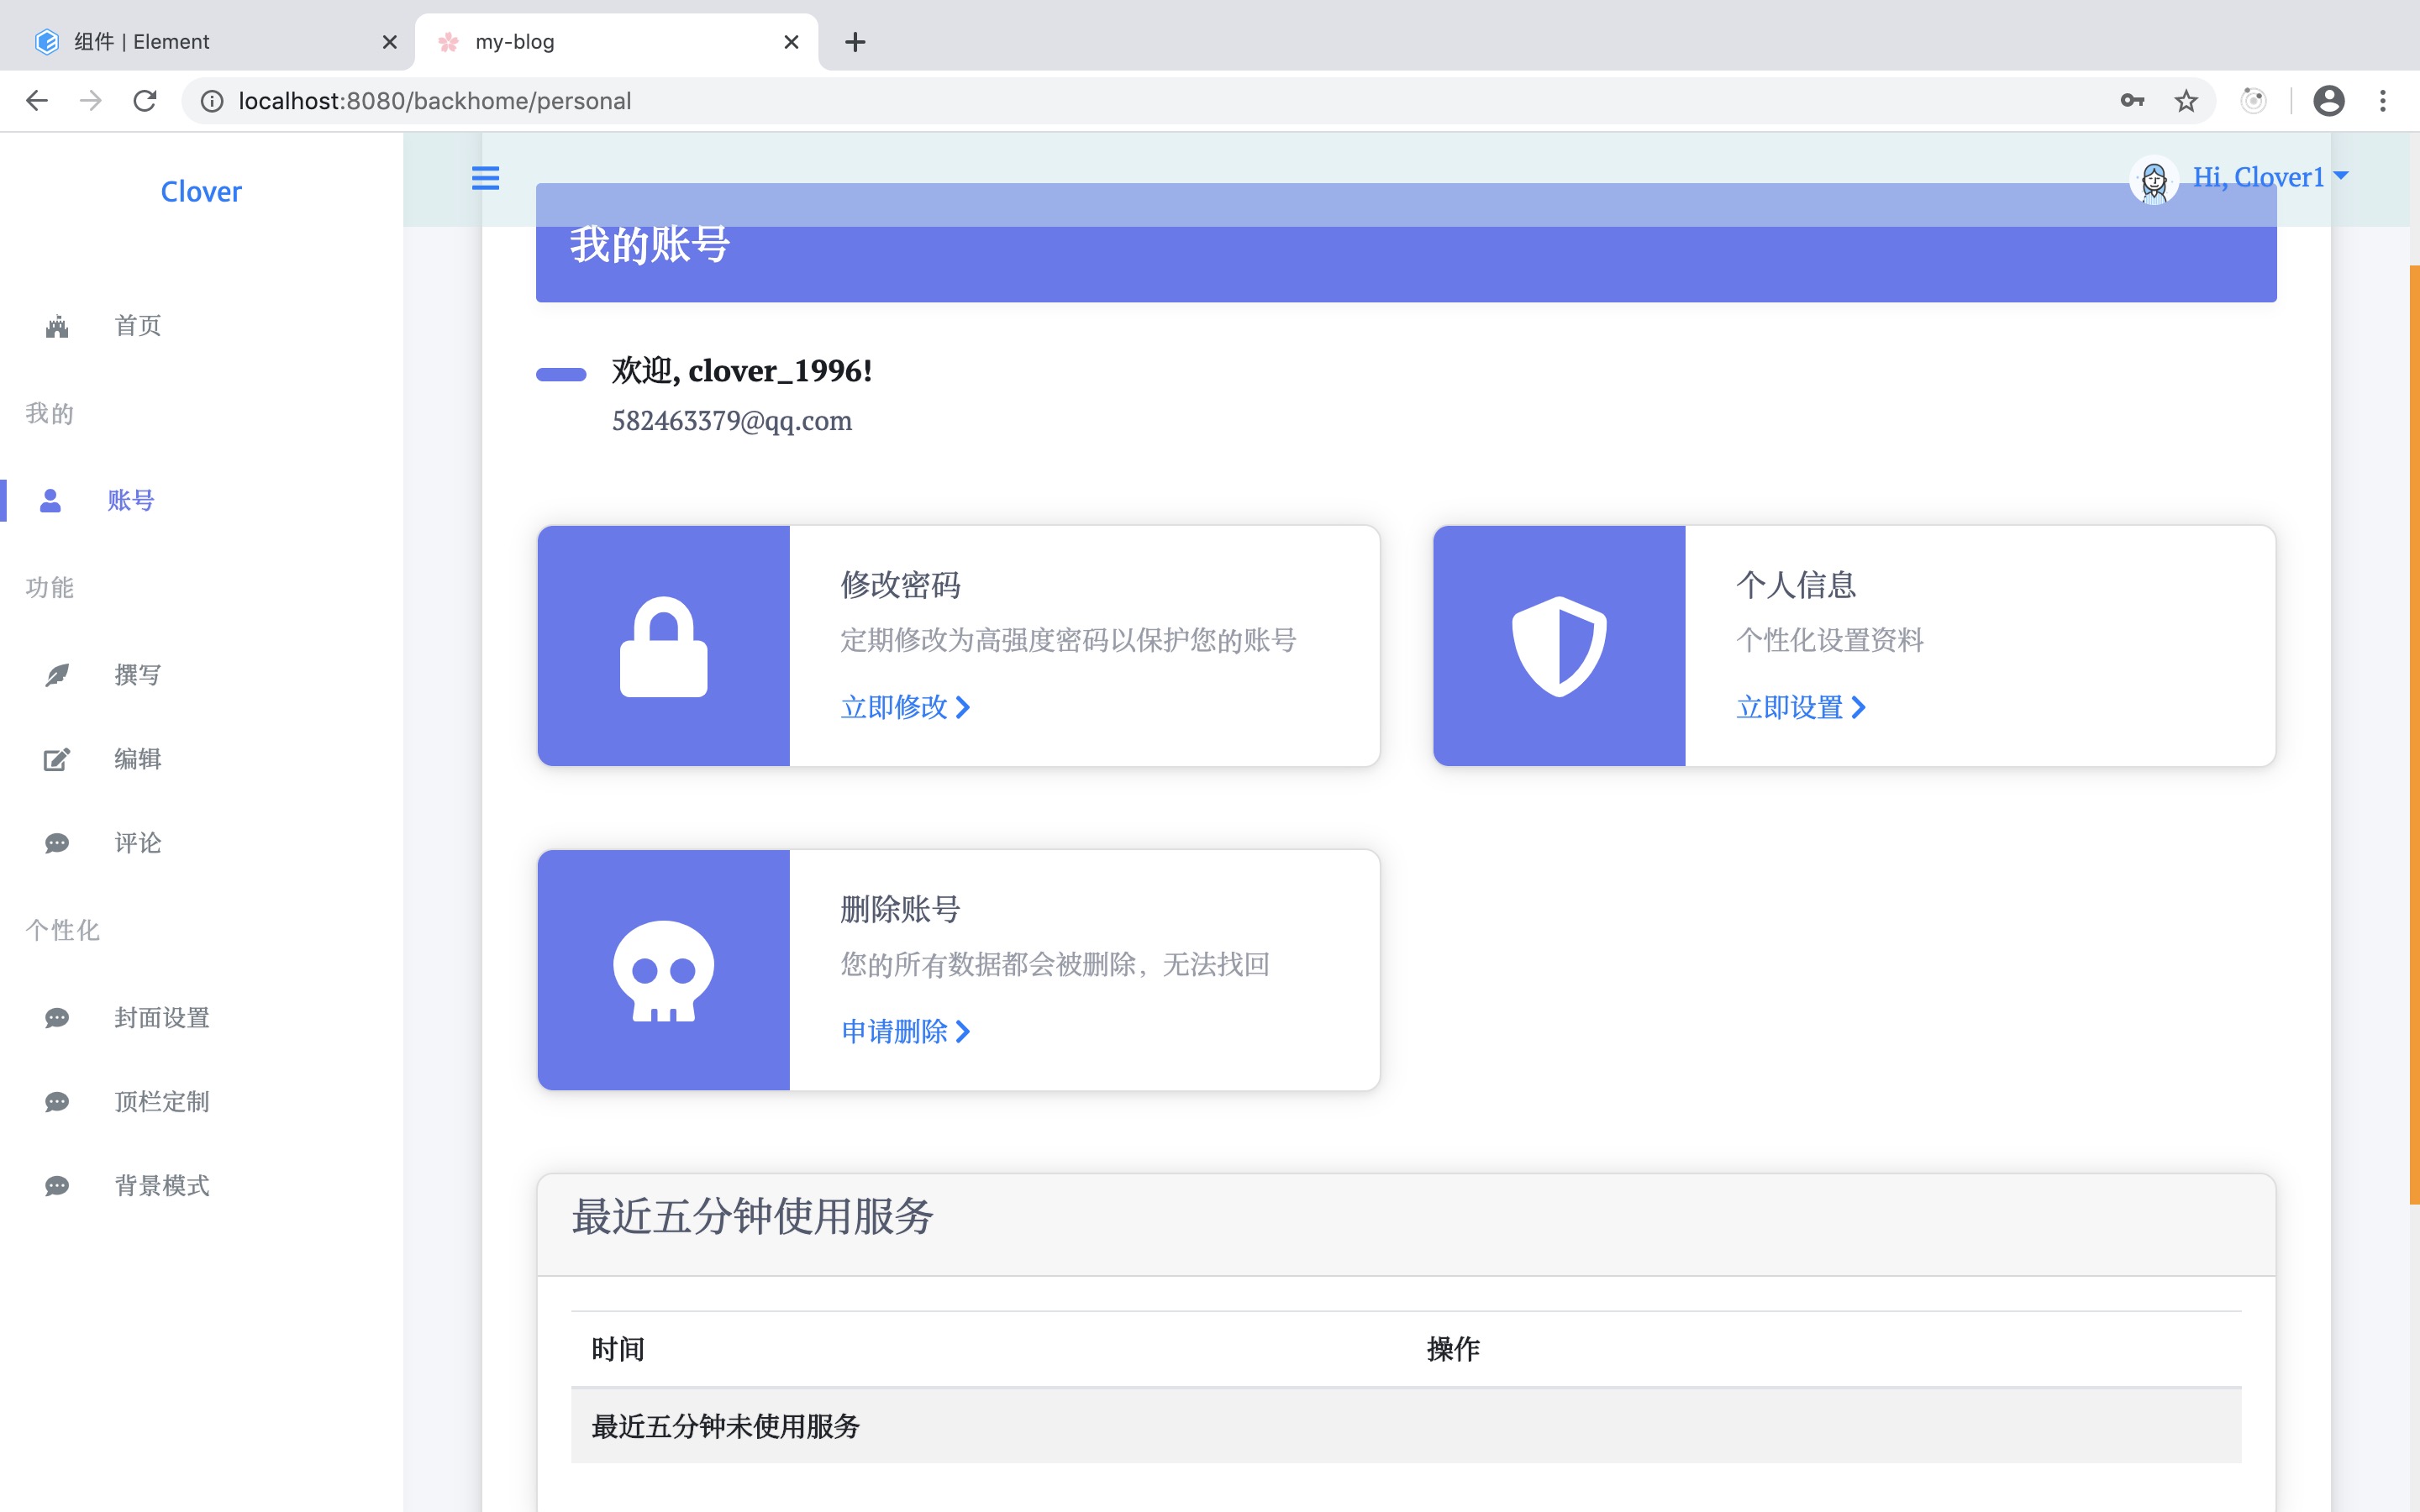 组件 | Element
my-blog
localhost:8080/backhome/personal
Clover
Hi, Clover1
首页
我的
账号
功能
撰写
编辑
评论
个性化
封面设置
顶栏定制
背景模式
我的账号
欢迎, clover_1996!
582463379@qq.com
修改密码
定期修改为高强度密码以保护您的账号
立即修改
个人信息
个性化设置资料
立即设置
删除账号
您的所有数据都会被删除，无法找回
申请删除
最近五分钟使用服务
时间 操作
最近五分钟未使用服务